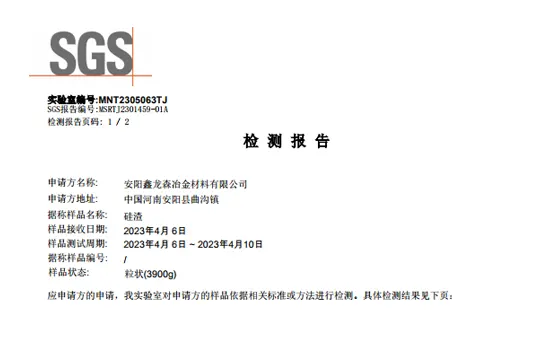 SGS
实验室编号:MNT2305063TJ
SGS报告编号:MSRTJ2301459-01A
检测报告页码: 1 / 2
检 测 报 告
申请方名称: 安阳鑫龙森冶金材料有限公司
申请方地址: 中国河南安阳县曲沟镇
据称样品名称: 硅渣
样品接收日期: 2023年4月 6日
样品测试周期: 2023年4月 6日 ~ 2023年4月10日
据称样品编号: /
样品状态: 粒状(3900g)
应申请方的申请，我实验室对申请方的样品依据相关标准或方法进行检测。具体检测结果见下页: